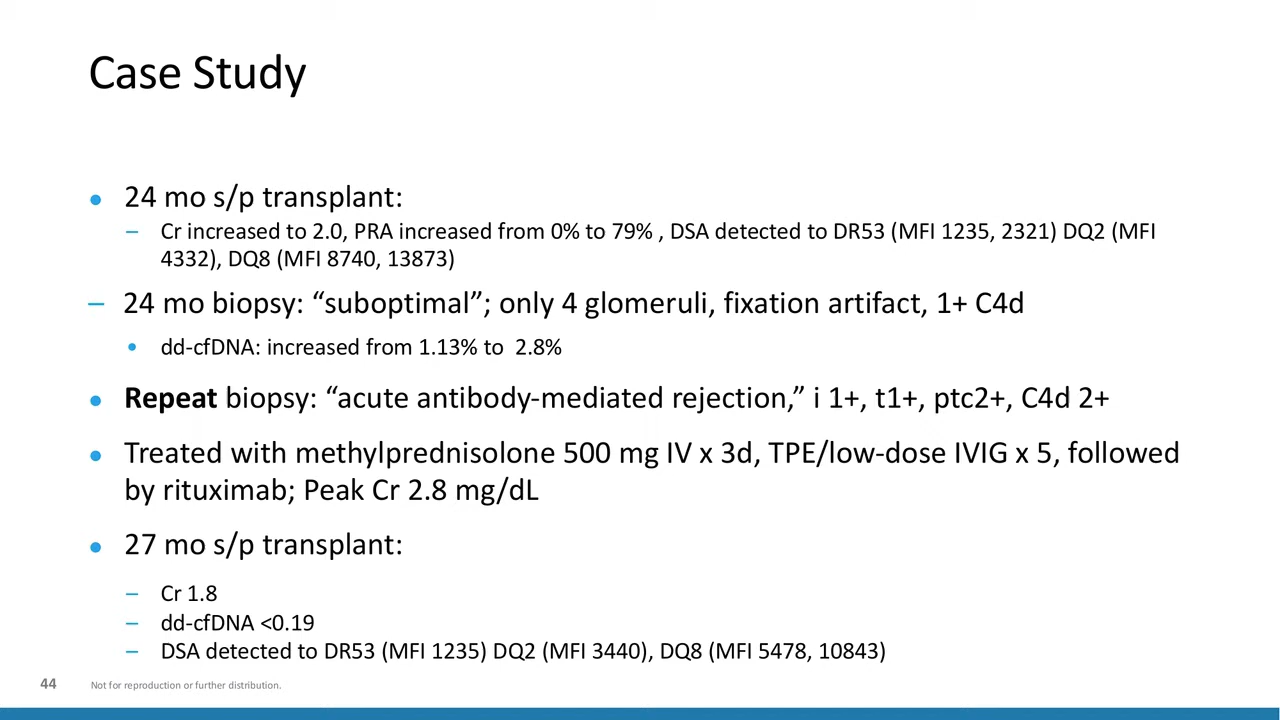 Case Study
● 24 mo s/p transplant:
– Cr increased to 2.0, PRA increased from 0% to 79% , DSA detected to DR53 (MFI 1235, 2321) DQ2 (MFI
4332), DQ8 (MFI 8740, 13873)
– 24 mo biopsy: “suboptimal”; only 4 glomeruli, fixation artifact, 1+ C4d
• dd-cfDNA: increased from 1.13% to 2.8%
● Repeat biopsy: “acute antibody-mediated rejection,” i 1+, t1+, ptc2+, C4d 2+
● Treated with methylprednisolone 500 mg IV x 3d, TPE/low-dose IVIG x 5, followed
by rituximab; Peak Cr 2.8 mg/dL
● 27 mo s/p transplant:
– Cr 1.8
– dd-cfDNA <0.19
– DSA detected to DR53 (MFI 1235) DQ2 (MFI 3440), DQ8 (MFI 5478, 10843)
44 Not for reproduction or further distribution.